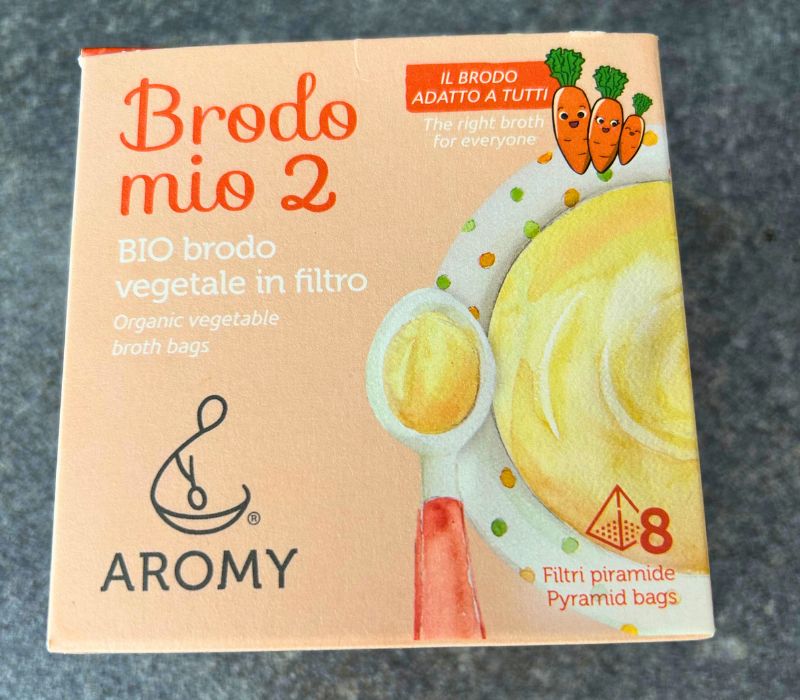 Brodo
mio 2
IL BRODO
ADATTO A TUTTI
The right broth
for everyone
BIO brodo
vegetale in filtro
Organic vegetable
broth bags
®
AROMY
8
Filtri piramide
Pyramid bags